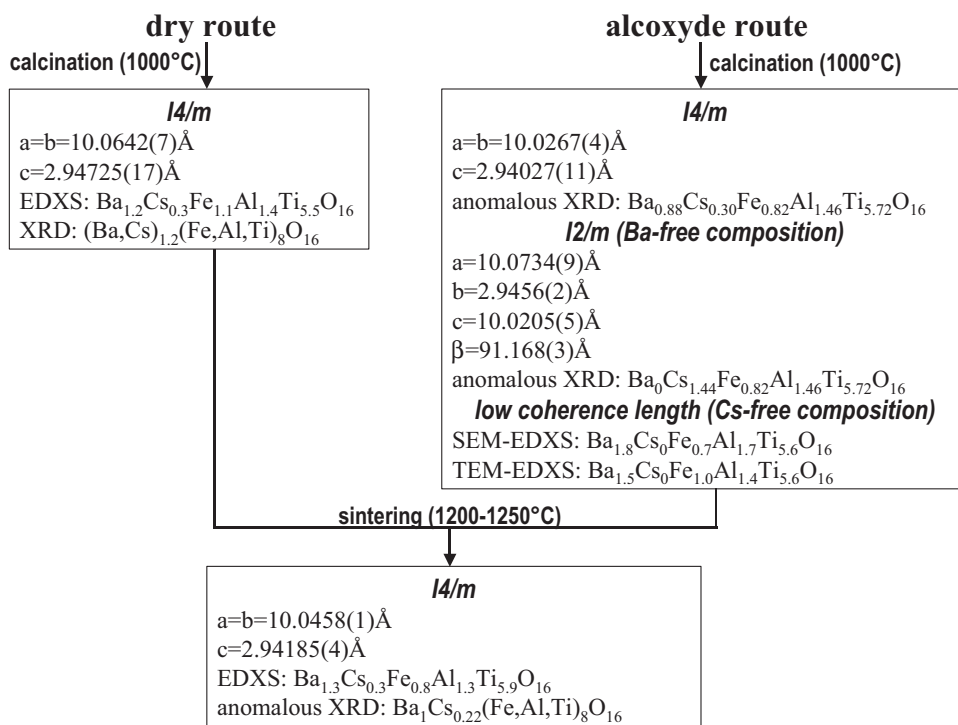 dry route
calcination (1000°C)
I4/m
a=b=10.0642(7)Å
c=2.94725(17)Å
EDXS: Ba1.2Cs0.3Fe1.1Al1.4Ti5.5O16
XRD: (Ba,Cs)1.2(Fe,Al,Ti)8O16
alcoxyde route
calcination (1000°C)
I4/m
a=b=10.0267(4)Å
c=2.94027(11)Å
anomalous XRD: Ba0.88Cs0.30Fe0.82Al1.46Ti5.72O16
I2/m (Ba-free composition)
a=10.0734(9)Å
b=2.9456(2)Å
c=10.0205(5)Å
β=91.168(3)Å
anomalous XRD: Ba0Cs1.44Fe0.82Al1.46Ti5.72O16
low coherence length (Cs-free composition)
SEM-EDXS: Ba1.8Cs0Fe0.7Al1.7Ti5.6O16
TEM-EDXS: Ba1.5Cs0Fe1.0Al1.4Ti5.6O16
sintering (1200-1250°C)
I4/m
a=b=10.0458(1)Å
c=2.94185(4)Å
EDXS: Ba1.3Cs0.3Fe0.8Al1.3Ti5.9O16
anomalous XRD: Ba1Cs0.22(Fe,Al,Ti)8O16